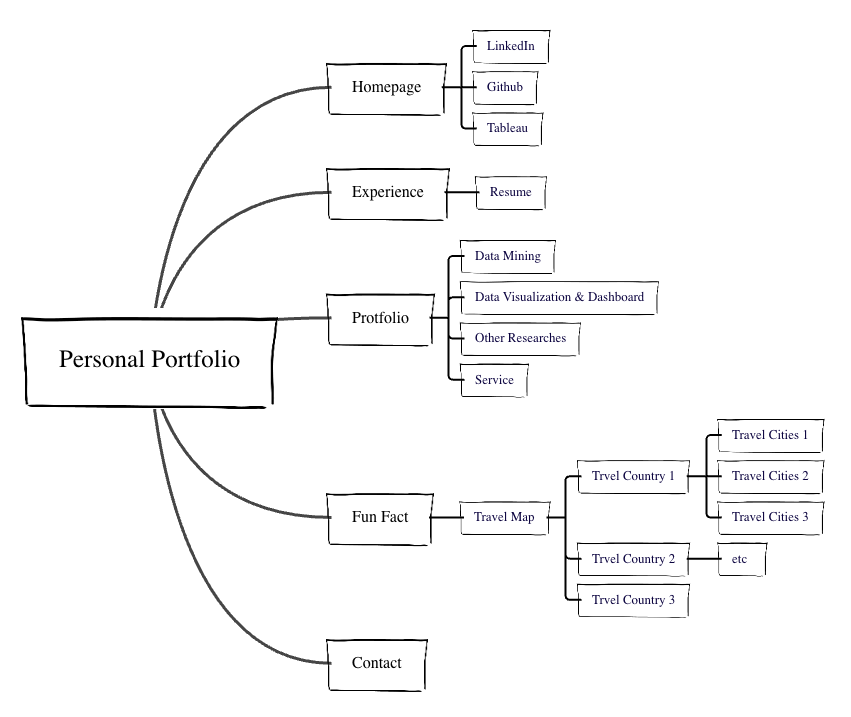 Personal Portfolio
Homepage
LinkedIn
Github
Tableau
Experience
Resume
Protfolio
Data Mining
Data Visualization & Dashboard
Other Researches
Service
Fun Fact
Travel Map
Trvel Country 1
Travel Cities 1
Travel Cities 2
Travel Cities 3
Trvel Country 2
etc
Trvel Country 3
Contact